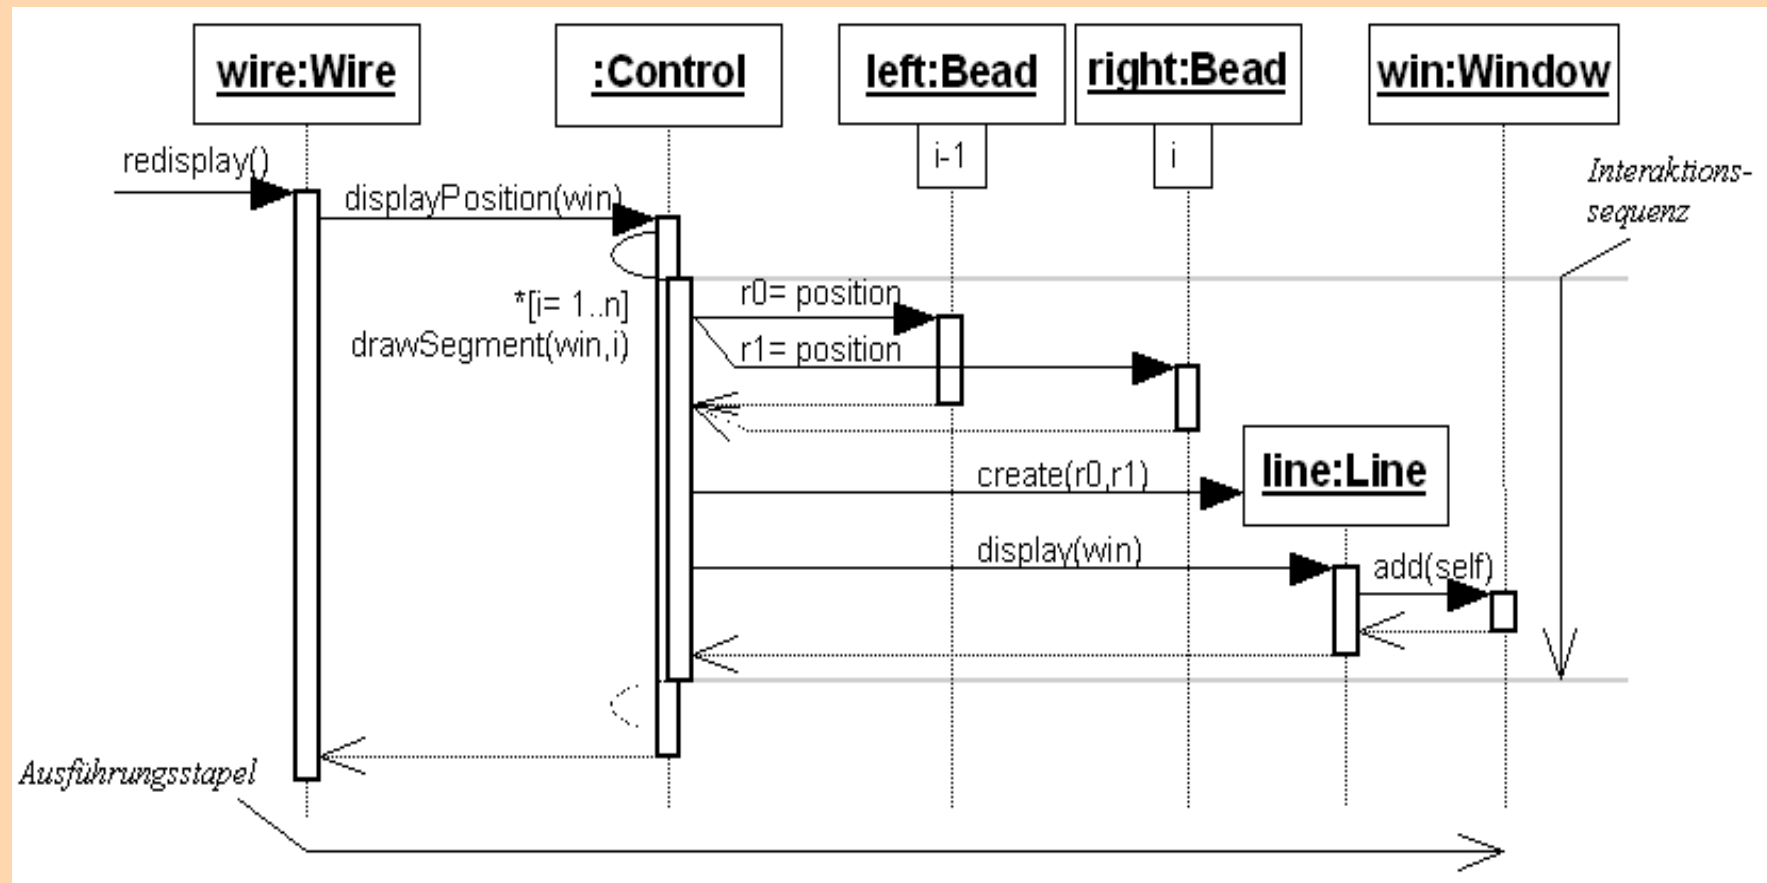 wire:Wire
:Control
left:Bead
right:Bead
win:Window
i-1
i
redisplay()
displayPosition(win)
Interaktions-
sequenz
*[i= 1..n]
drawSegment(win,i)
r0= position
r1= position
create(r0,r1)
line:Line
display(win)
add(self)
Ausführungsstapel